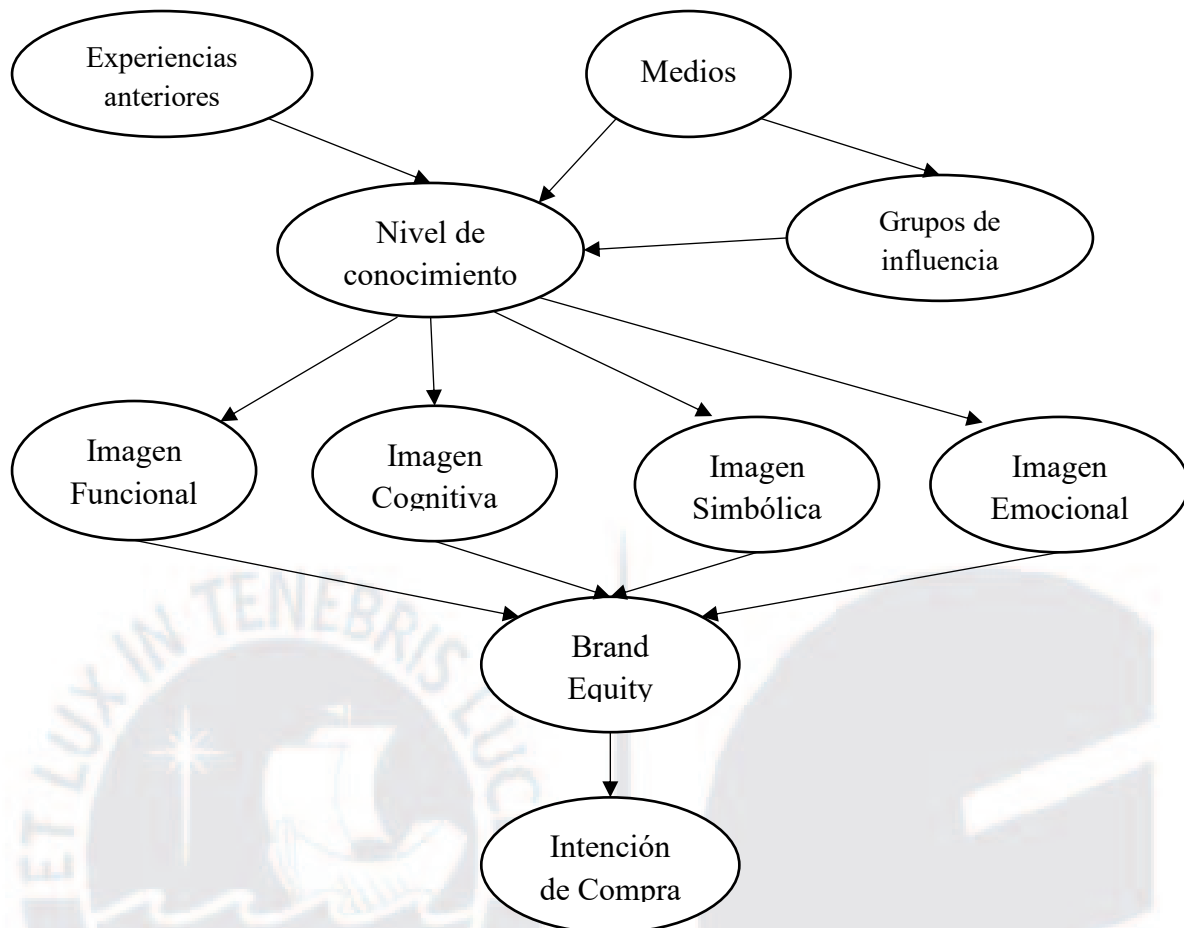 Experiencias
anteriores
Medios
Nivel de
conocimiento
Grupos de
influencia
Imagen
Funcional
Imagen
Cognitiva
Imagen
Simbólica
Imagen
Emocional
Brand
Equity
Intención
de Compra
ET LUX IN TENEBRIS LUC